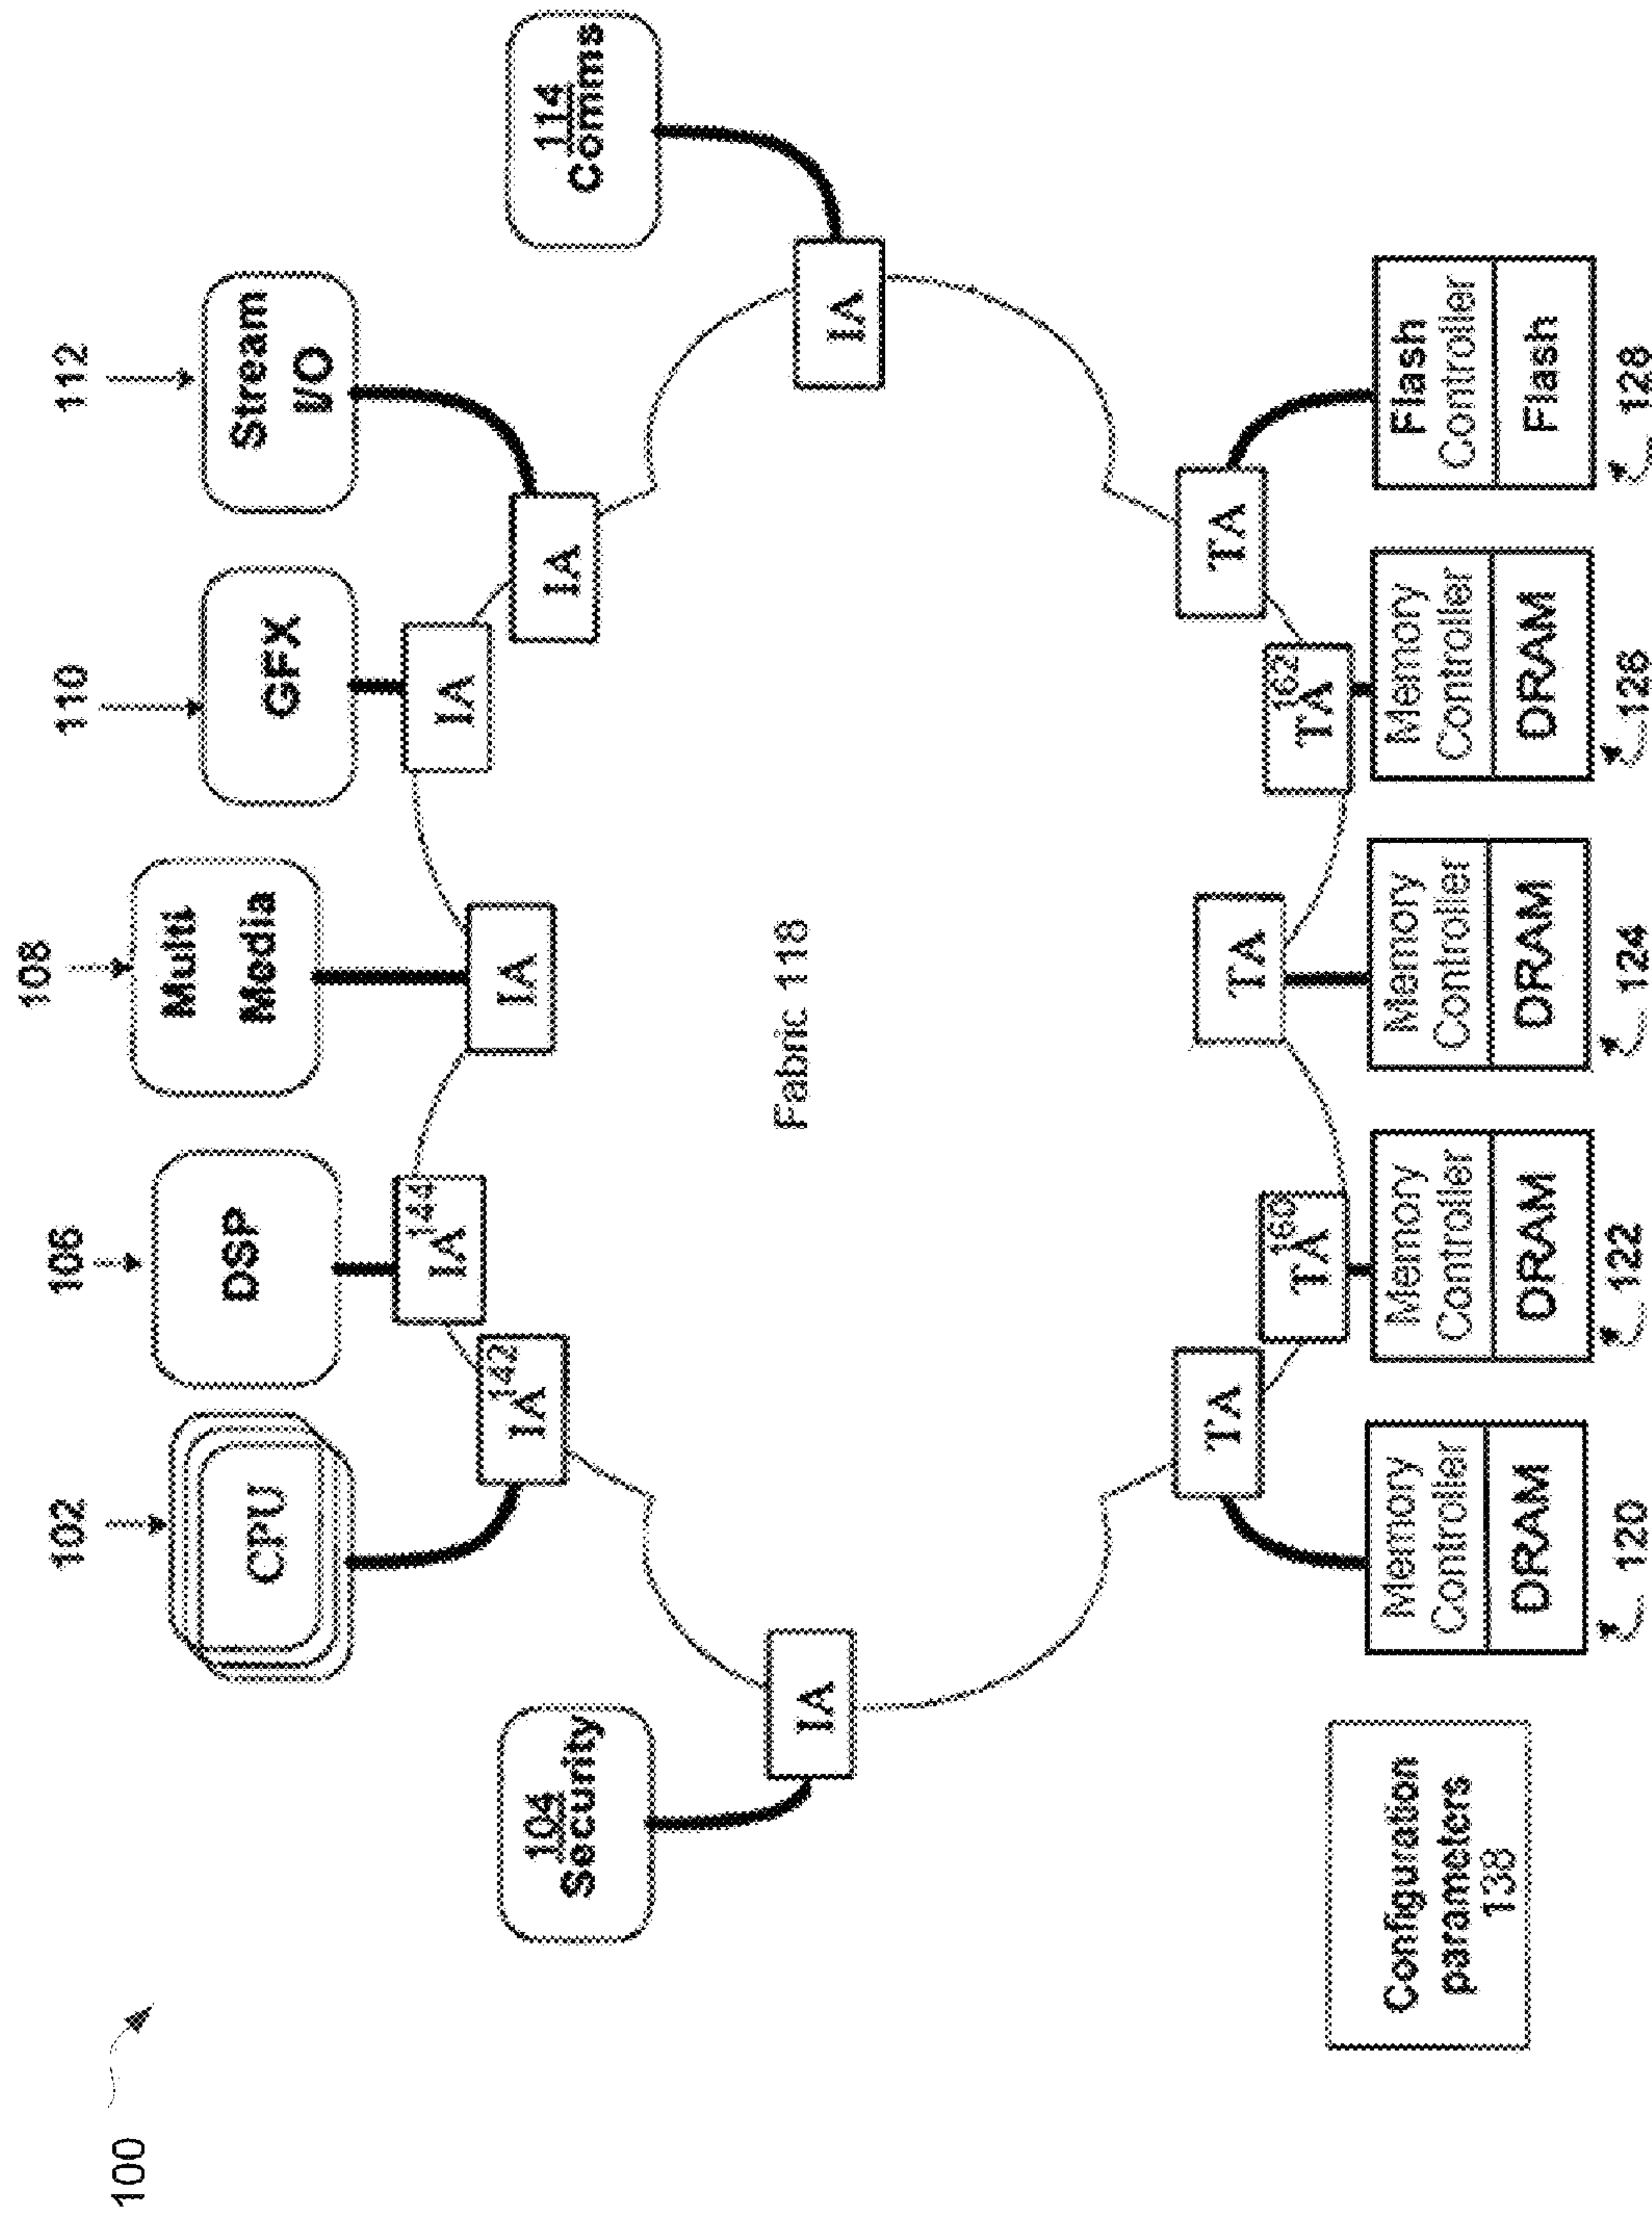 100
102
106
108
110
112
CPU
DSP
Multi
Media
GFX
Stream
I/O
104
Security
114
Comms
IA
142
IA
144
IA
IA
IA
IA
IA
Fabric 118
TA
160
TA
TA
162
TA
TA
Configuration
parameters
138
Memory
Controller
DRAM
120
Memory
Controller
DRAM
122
Memory
Controller
DRAM
124
Memory
Controller
DRAM
126
Flash
Controller
Flash
128